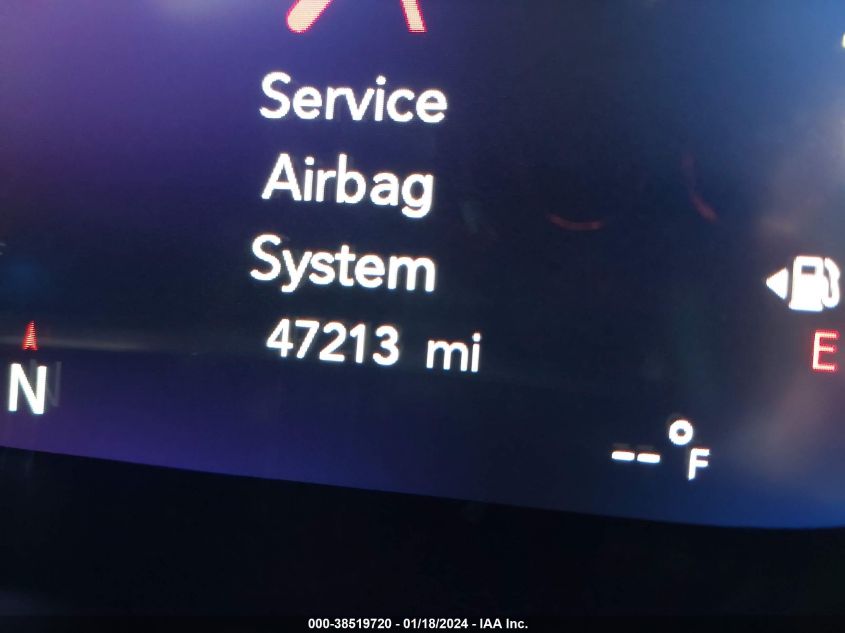 Service
Airbag
System
47213 mi
N
E
--°F
000-38519720 - 01/18/2024 - IAA Inc.